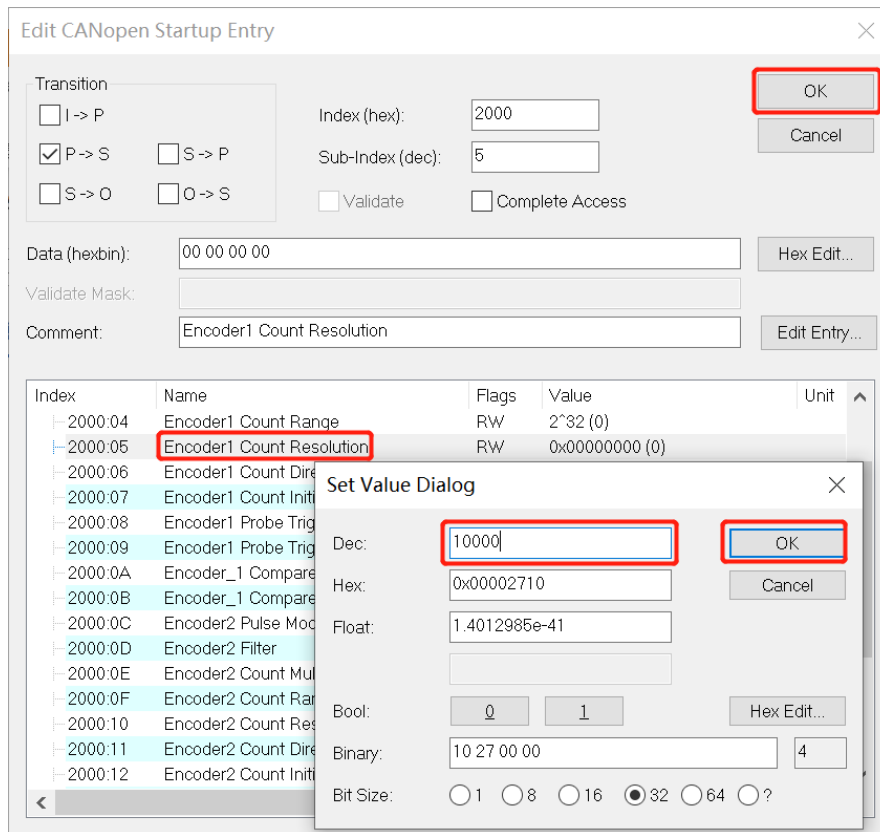 Edit CANopen Startup Entry
Transition
I -> P
P -> S
S -> P
S -> O
O -> S
Index (hex):
2000
Sub-Index (dec):
5
Validate
Complete Access
OK
Cancel
Data (hexbin):
00 00 00 00
Hex Edit...
Validate Mask:
Comment:
Encoder1 Count Resolution
Edit Entry...
Index Name Flags Value Unit
2000:04 Encoder1 Count Range RW 2^32 (0)
2000:05 Encoder1 Count Resolution RW 0x00000000 (0)
2000:06 Encoder1 Count Dire
2000:07 Encoder1 Count Initi
2000:08 Encoder1 Probe Trig
2000:09 Encoder1 Probe Trig
2000:0A Encoder_1 Compare
2000:0B Encoder_1 Compare
2000:0C Encoder2 Pulse Mod
2000:0D Encoder2 Filter
2000:0E Encoder2 Count Mul
2000:0F Encoder2 Count Ran
2000:10 Encoder2 Count Res
2000:11 Encoder2 Count Dire
2000:12 Encoder2 Count Initi
Set Value Dialog
Dec:
10000
OK
Hex:
0x00002710
Cancel
Float:
1.4012985e-41
Bool:
0
1
Hex Edit...
Binary:
10 27 00 00
4
Bit Size:
1 8 16 32 64 ?